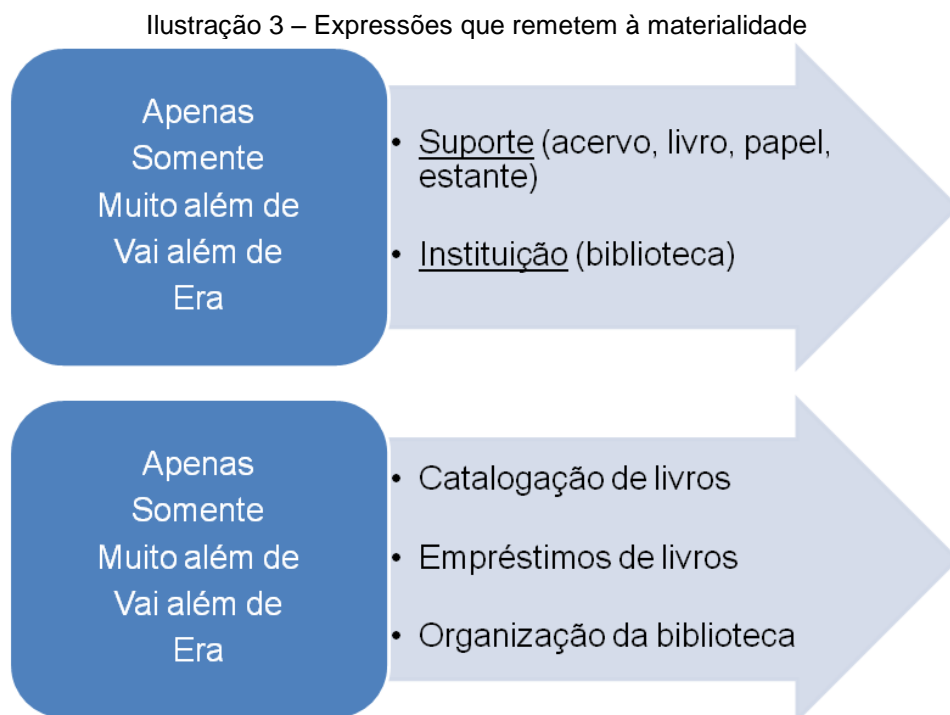 Ilustração 3 – Expressões que remetem à materialidade
Apenas
Somente
Muito além de
Vai além de
Era
• Suporte (acervo, livro, papel,
estante)
• Instituição (biblioteca)
Apenas
Somente
Muito além de
Vai além de
Era
• Catalogação de livros
• Empréstimos de livros
• Organização da biblioteca